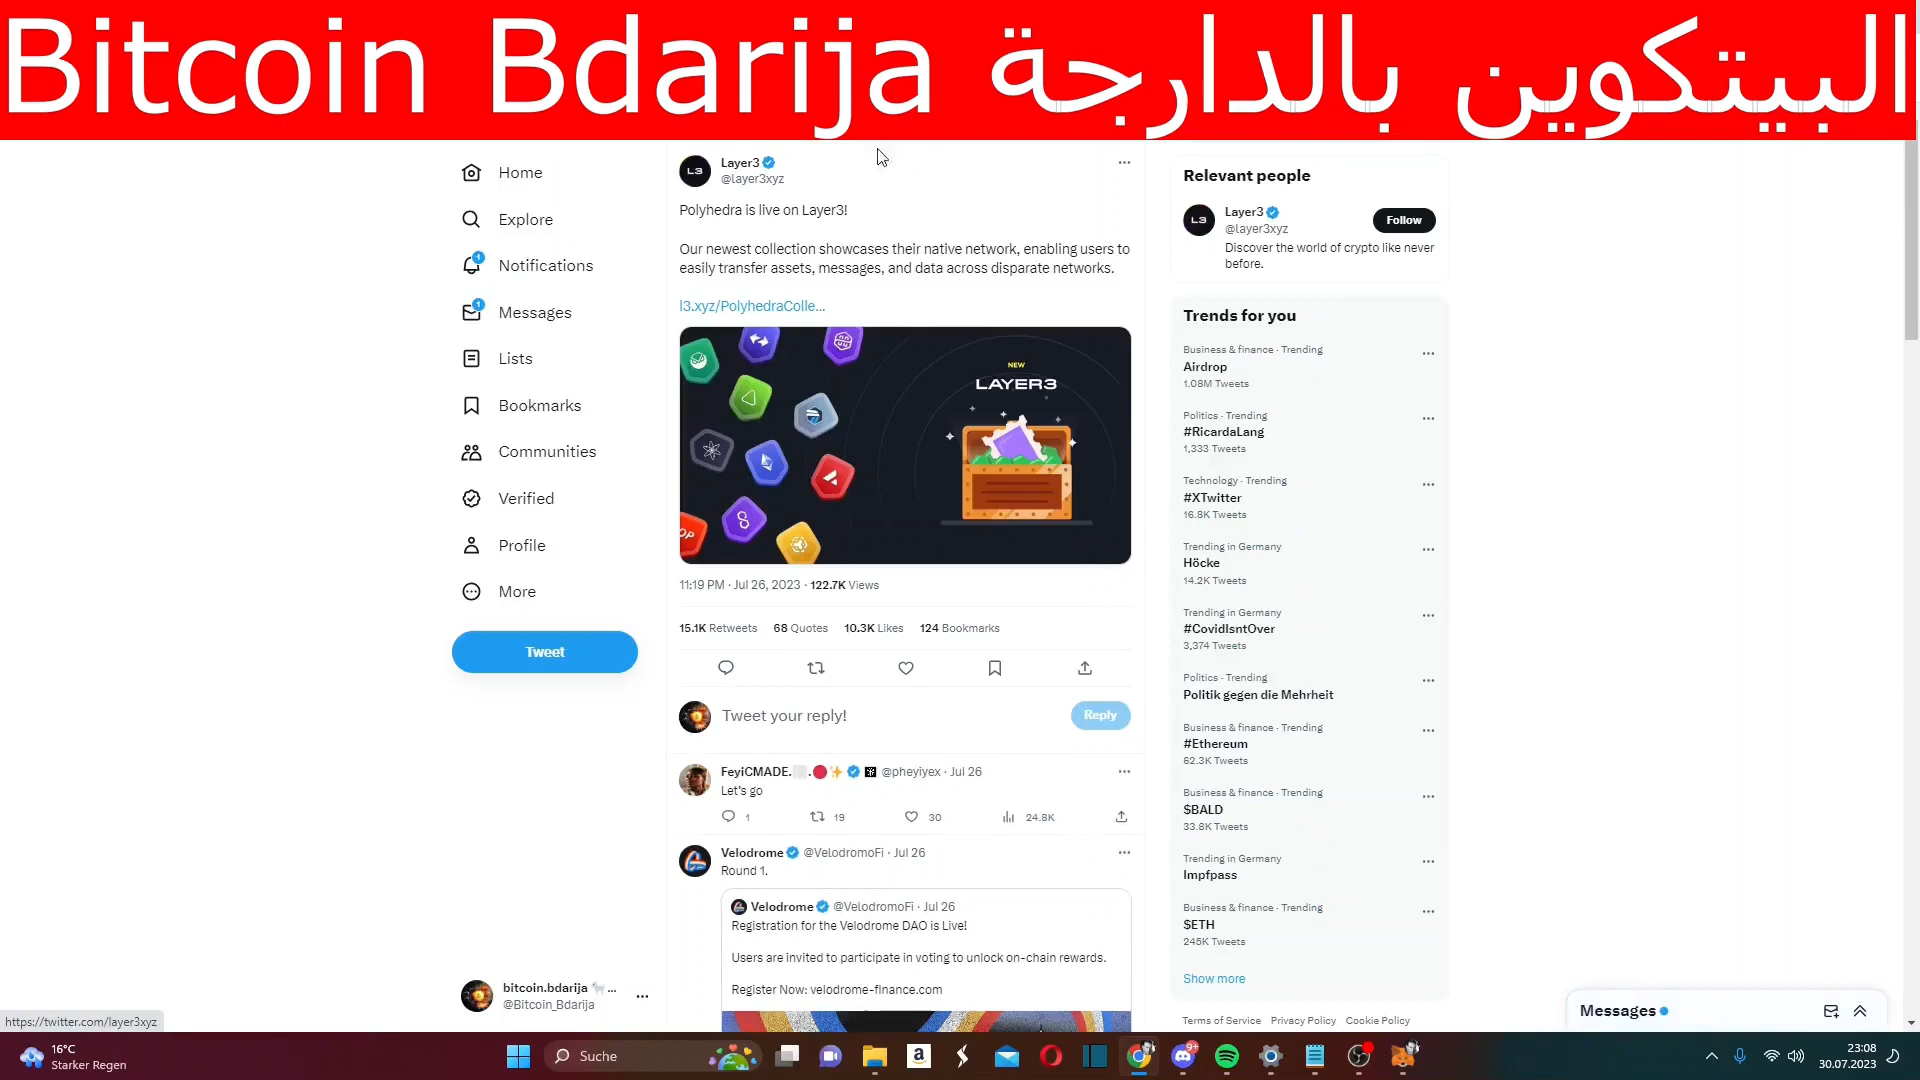 Bitcoin Bdarija البيتكوين بالدارجة
Home
Explore
1
Notifications
1
Messages
Lists
Bookmarks
Communities
Verified
Profile
More
Tweet
bitcoin.bdarija 🐪 ...
@Bitcoin_Bdarija
L3
Layer3
@layer3xyz
Polyhedra is live on Layer3!
Our newest collection showcases their native network, enabling users to
easily transfer assets, messages, and data across disparate networks.
l3.xyz/PolyhedraColle...
NEW
LAYER3
OP
11:19 PM · Jul 26, 2023 · 122.7K Views
15.1K Retweets 68 Quotes 10.3K Likes 124 Bookmarks
Tweet your reply!
Reply
FeyiCMADE. @pheyiyex · Jul 26
Let's go
1 19 30 24.8K
Velodrome @VelodromoFi · Jul 26
Round 1.
Velodrome @VelodromoFi · Jul 26
Registration for the Velodrome DAO is Live!
Users are invited to participate in voting to unlock on-chain rewards.
Register Now: velodrome-finance.com
Relevant people
L3
Layer3
@layer3xyz
Follow
Discover the world of crypto like never
before.
Trends for you
Business & finance · Trending
Airdrop
1.08M Tweets
Politics · Trending
#RicardaLang
1,333 Tweets
Technology · Trending
#XTwitter
16.8K Tweets
Trending in Germany
Höcke
14.2K Tweets
Trending in Germany
#CovidIsntOver
3,374 Tweets
Politics · Trending
Politik gegen die Mehrheit
Business & finance · Trending
#Ethereum
62.3K Tweets
Business & finance · Trending
$BALD
33.8K Tweets
Trending in Germany
Impfpass
Business & finance · Trending
$ETH
245K Tweets
Show more
Terms of Service Privacy Policy Cookie Policy
Messages
https://twitter.com/layer3xyz
16°C
Starker Regen
Suche
9+
23:08
30.07.2023